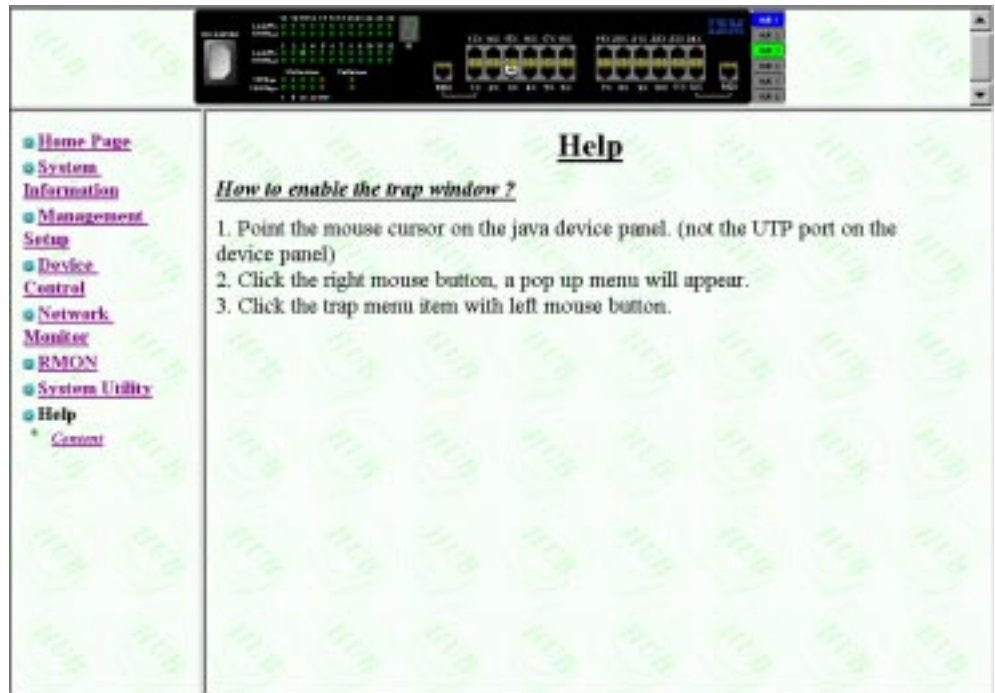 IBM
Home Page
System
Information
Management
Setup
Device
Control
Network
Monitor
RMON
System Utility
Help
Content
Help
How to enable the trap window ?
1. Point the mouse cursor on the java device panel. (not the UTP port on the
device panel)
2. Click the right mouse button, a pop up menu will appear.
3. Click the trap menu item with left mouse button.